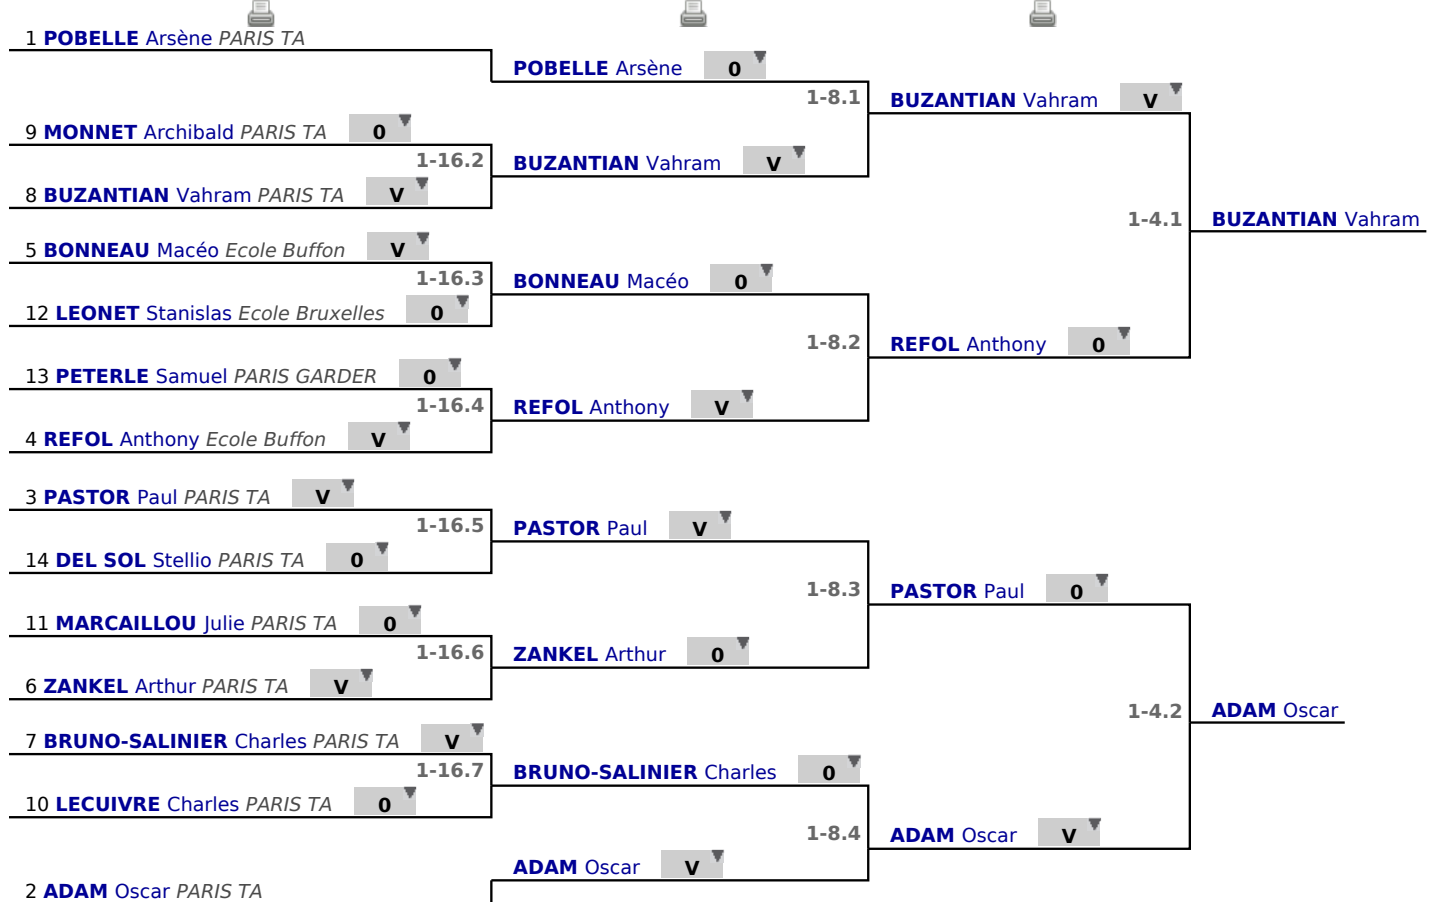 1 POBELLE Arsène PARIS TA
9 MONNET Archibald PARIS TA 0
1-16.2
8 BUZANTIAN Vahram PARIS TA V
5 BONNEAU Macéo Ecole Buffon V
1-16.3
12 LEONET Stanislas Ecole Bruxelles 0
13 PETERLE Samuel PARIS GARDER 0
1-16.4
4 REFOL Anthony Ecole Buffon V
3 PASTOR Paul PARIS TA V
1-16.5
14 DEL SOL Stellio PARIS TA 0
11 MARCAILLOU Julie PARIS TA 0
1-16.6
6 ZANKEL Arthur PARIS TA V
7 BRUNO-SALINIER Charles PARIS TA V
1-16.7
10 LECUIVRE Charles PARIS TA 0
2 ADAM Oscar PARIS TA
POBELLE Arsène 0
1-8.1
BUZANTIAN Vahram V
BONNEAU Macéo 0
1-8.2
REFOL Anthony V
PASTOR Paul V
1-8.3
ZANKEL Arthur 0
BRUNO-SALINIER Charles 0
1-8.4
ADAM Oscar V
BUZANTIAN Vahram V
1-4.1
REFOL Anthony 0
PASTOR Paul 0
1-4.2
ADAM Oscar V
BUZANTIAN Vahram
ADAM Oscar